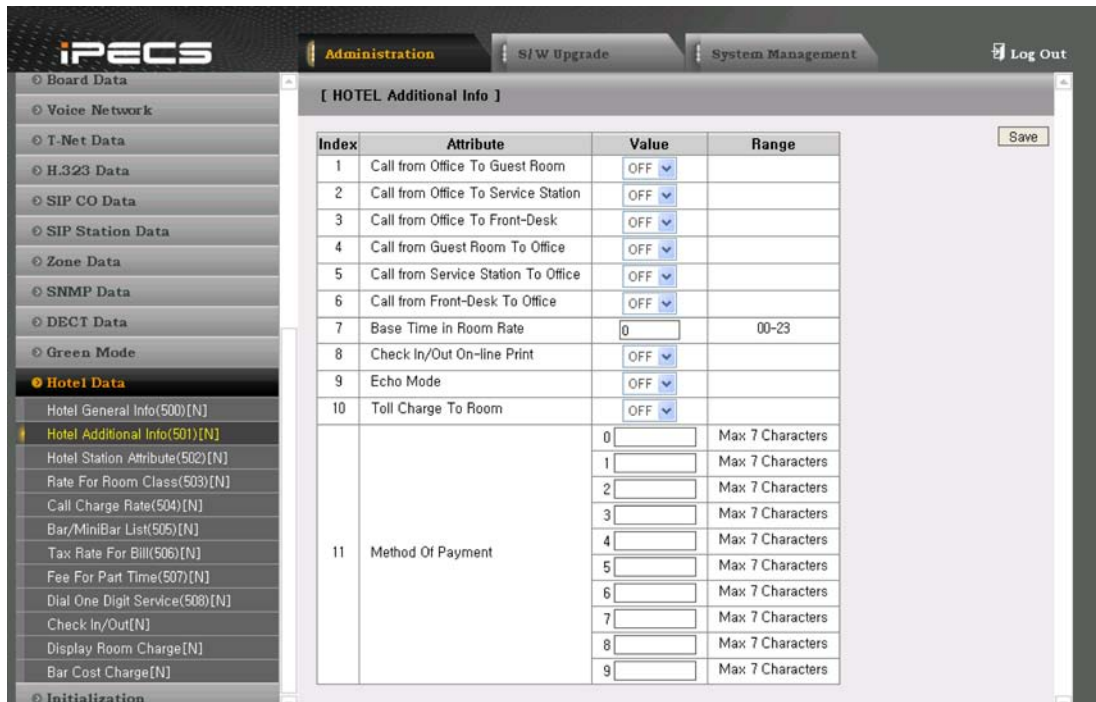 iPECS
Administration
S/W Upgrade
System Management
Log Out
Board Data
Voice Network
T-Net Data
H.323 Data
SIP CO Data
SIP Station Data
Zone Data
SNMP Data
DECT Data
Green Mode
Hotel Data
Hotel General Info(500)[N]
Hotel Additional Info(501)[N]
Hotel Station Attribute(502)[N]
Rate For Room Class(503)[N]
Call Charge Rate(504)[N]
Bar/MiniBar List(505)[N]
Tax Rate For Bill(506)[N]
Fee For Part Time(507)[N]
Dial One Digit Service(508)[N]
Check In/Out[N]
Display Room Charge[N]
Bar Cost Charge[N]
Initialization
[ HOTEL Additional Info ]
Save
Index Attribute Value Range
1 Call from Office To Guest Room OFF
2 Call from Office To Service Station OFF
3 Call from Office To Front-Desk OFF
4 Call from Guest Room To Office OFF
5 Call from Service Station To Office OFF
6 Call from Front-Desk To Office OFF
7 Base Time in Room Rate 0 00-23
8 Check In/Out On-line Print OFF
9 Echo Mode OFF
10 Toll Charge To Room OFF
11 Method Of Payment
0 Max 7 Characters
1 Max 7 Characters
2 Max 7 Characters
3 Max 7 Characters
4 Max 7 Characters
5 Max 7 Characters
6 Max 7 Characters
7 Max 7 Characters
8 Max 7 Characters
9 Max 7 Characters